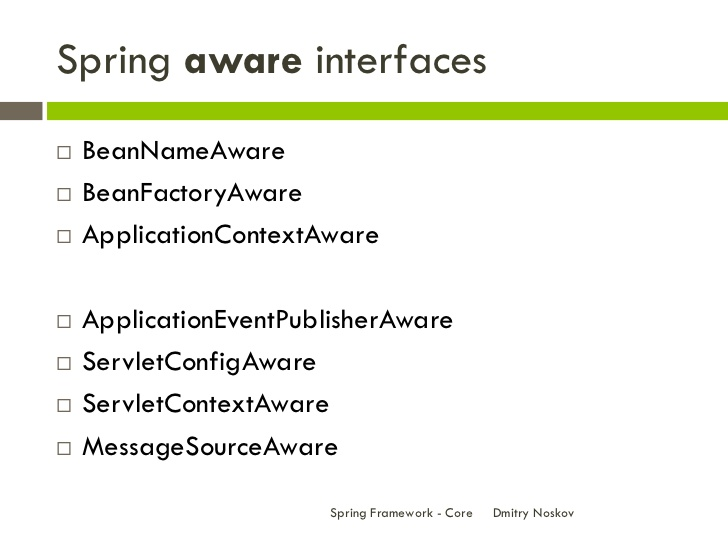 Spring aware interfaces
BeanNameAware
BeanFactoryAware
ApplicationContextAware
ApplicationEventPublisherAware
ServletConfigAware
ServletContextAware
MessageSourceAware
Spring Framework - Core Dmitry Noskov